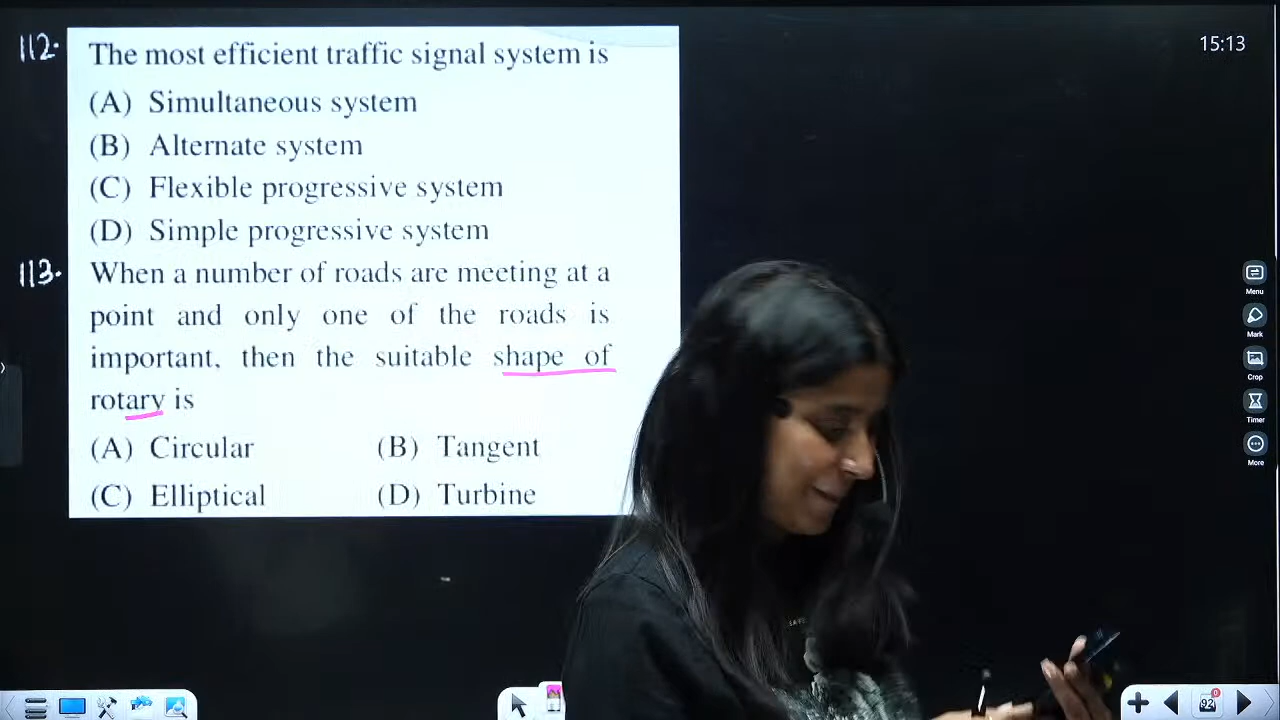 112.
The most efficient traffic signal system is
(A) Simultaneous system
(B) Alternate system
(C) Flexible progressive system
(D) Simple progressive system
113.
When a number of roads are meeting at a
point and only one of the roads is
important, then the suitable shape of
rotary is
(A) Circular (B) Tangent
(C) Elliptical (D) Turbine
15:13
Menu
Mark
Crop
Timer
More
92
0